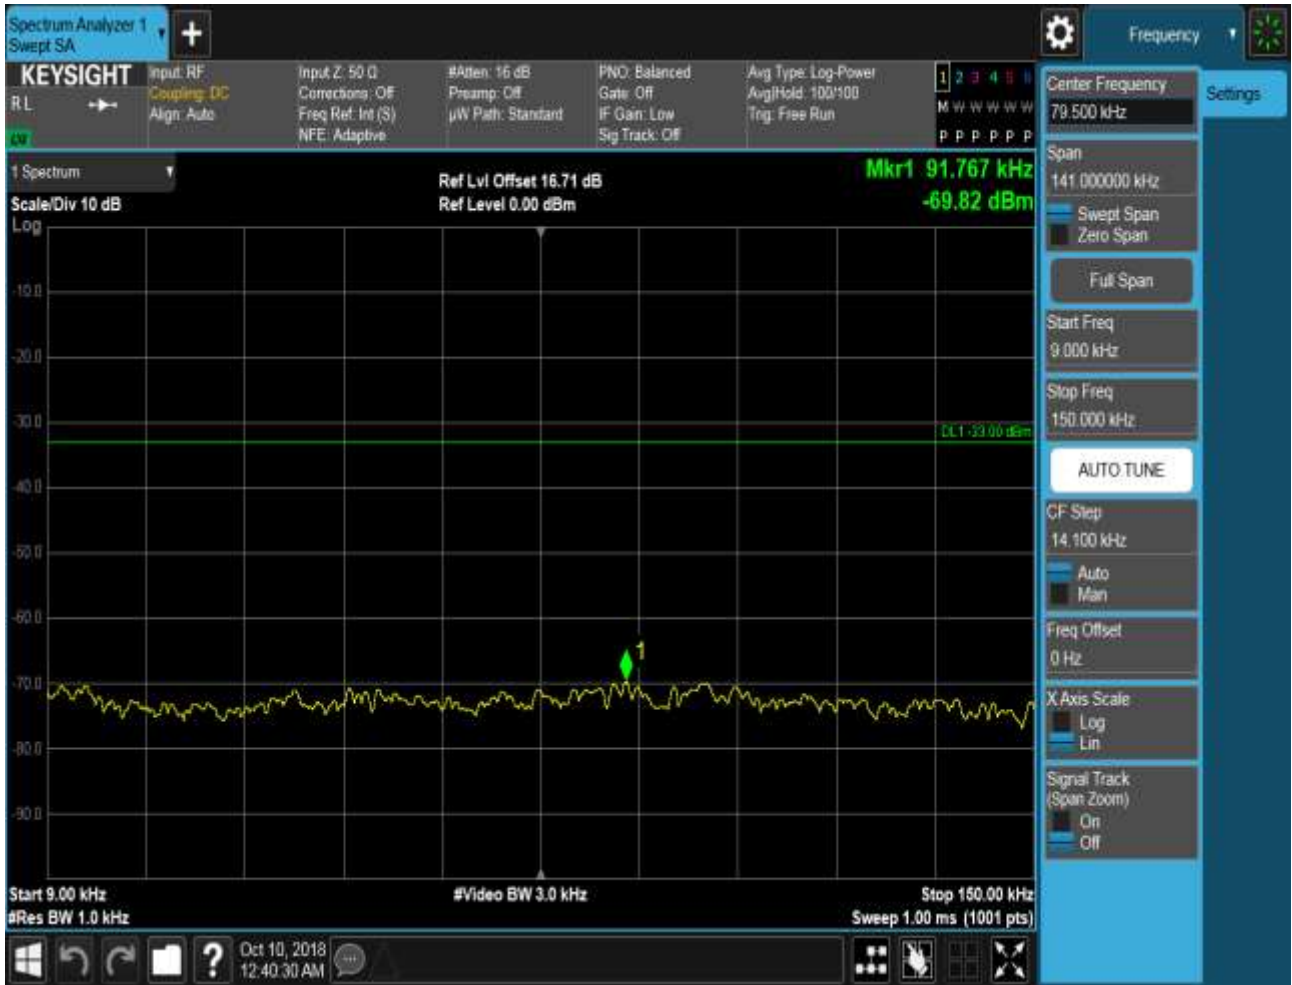 Spectrum Analyzer 1
Swept SA
Frequency
KEYSIGHT
RL
Input: RF
Coupling: DC
Align: Auto
Input Z: 50 Ω
Corrections: Off
Freq Ref: Int (S)
NFE: Adaptive
#Atten: 16 dB
Preamp: Off
µW Path: Standard
PNO: Balanced
Gate: Off
IF Gain: Low
Sig Track: Off
Avg Type: Log-Power
Avg|Hold: 100/100
Trig: Free Run
1 2 3 4 5 6
M W W W W W
P P P P P P
1 Spectrum
Scale/Div 10 dB
Log
Ref Lvl Offset 16.71 dB
Ref Level 0.00 dBm
Mkr1 91.767 kHz
-69.82 dBm
-10.0
-20.0
-30.0
DL1 -33.00 dBm
-40.0
-50.0
-60.0
1
-70.0
-80.0
-90.0
Start 9.00 kHz
#Res BW 1.0 kHz
#Video BW 3.0 kHz
Stop 150.00 kHz
Sweep 1.00 ms (1001 pts)
Center Frequency
79.500 kHz
Settings
Span
141.000000 kHz
Swept Span
Zero Span
Full Span
Start Freq
9.000 kHz
Stop Freq
150.000 kHz
AUTO TUNE
CF Step
14.100 kHz
Auto
Man
Freq Offset
0 Hz
X Axis Scale
Log
Lin
Signal Track
(Span Zoom)
On
Off
?
Oct 10, 2018
12:40:30 AM